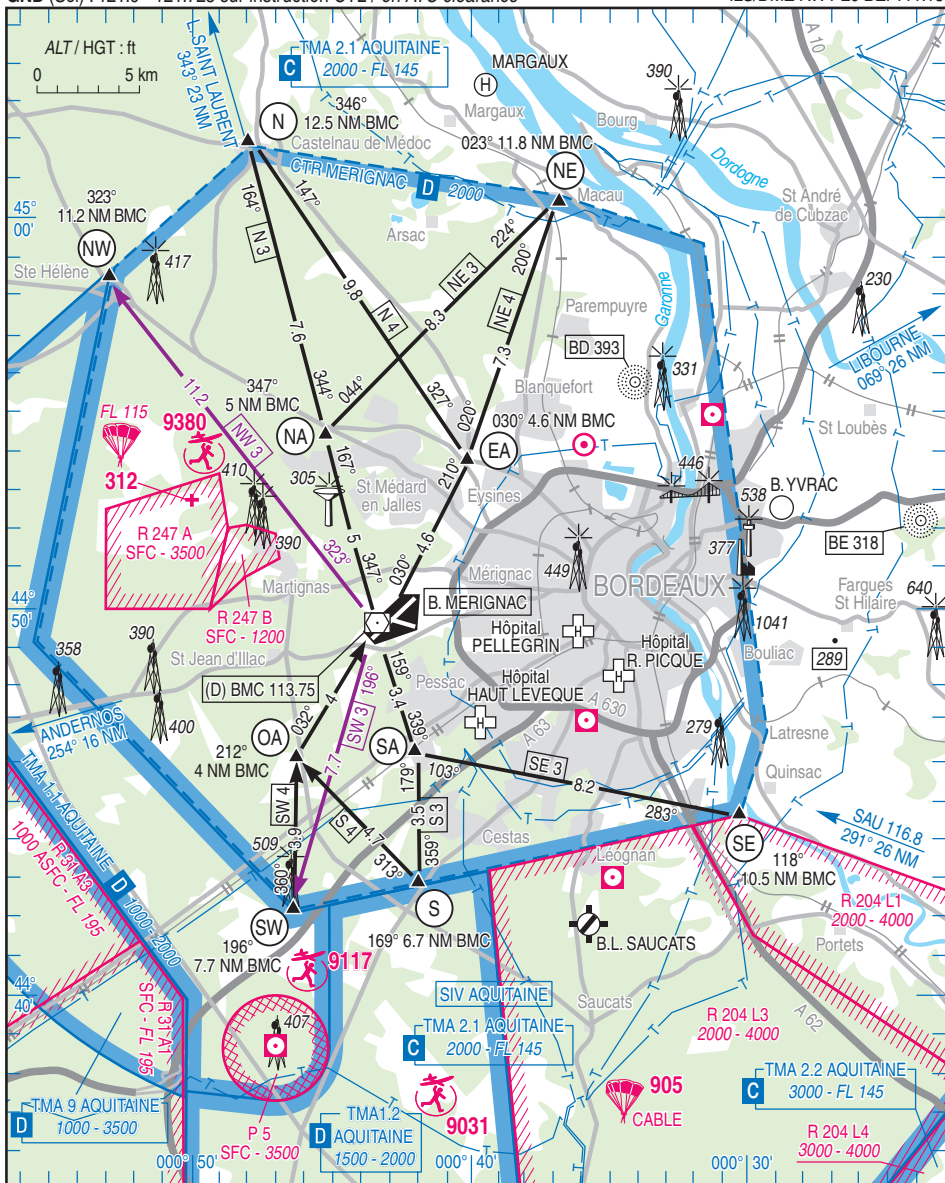 ALT / HGT : ft
0 5 km
L.SAINT LAURENT
343° 23 NM
TMA 2.1 AQUITAINE
C 2000 - FL 145
MARGAUX
H
Margaux
390
A 10
Bourg
Dordogne
N
346°
12.5 NM BMC
Castelnau de Médoc
023° 11.8 NM BMC
NE
Macau
St André
de Cubzac
CTR MERIGNAC D 2000
323°
11.2 NM BMC
NW
45°
00'
Ste Hélène
417
164°
147°
N 3
Arsac
224°
200°
NE 3
NE 4
9.8
N 4
8.3
7.6
7.3
Parempuyre
Garonne
230
BD 393
331
LIBOURNE
069° 26 NM
Blanquefort
11.2
NW 3
347°
5 NM BMC
344°
044°
327°
020°
030° 4.6 NM BMC
NA
EA
St Loubès
FL 115
9380
312
410
305
167°
210°
St Médard
en Jalles
Eysines
446
B. YVRAC
538
R 247 A
SFC - 3500
390
323°
5
4.6
347°
030°
377
BE 318
449
Mérignac
BORDEAUX
Martignas
B. MERIGNAC
Fargues
St Hilaire
640
44°
50'
R 247 B
SFC - 1200
Hôpital
PELLEGRIN
Hôpital
R. PICQUE
1041
Bouliac
289
358
390
St Jean d'Illac
400
(D) BMC 113.75
196°
159°
3.4
Pessac
Hôpital
HAUT LEVEQUE
A 630
A 63
279
Latresne
ANDERNOS
254° 16 NM
OA
212°
4 NM BMC
032°
4
SW 3
7.7
339°
SA
179°
103°
SE 3
8.2
283°
Quinsac
SAU 116.8
291° 26 NM
TMA 1.1 AQUITAINE
D 1000 - 2000
R 31 A3
1000 ASFC - FL 195
SW 4
3.9
509
360°
S 4
4.7
313°
S 3
3.5
359°
Cestas
Léognan
SE
118°
10.5 NM BMC
R 204 L1
2000 - 4000
Portets
SW
196°
7.7 NM BMC
S
169° 6.7 NM BMC
B.L. SAUCATS
9117
44°
40'
R 31 A1
SFC - FL 195
407
SIV AQUITAINE
TMA 2.1 AQUITAINE
C 2000 - FL 145
Saucats
R 204 L3
2000 - 4000
A 62
TMA 2.2 AQUITAINE
C 3000 - FL 145
TMA 9 AQUITAINE
D 1000 - 3500
P 5
SFC - 3500
TMA1.2
AQUITAINE
D 1500 - 2000
9031
905
CABLE
R 204 L4
3000 - 4000
000° 50'
000° 40'
000° 30'